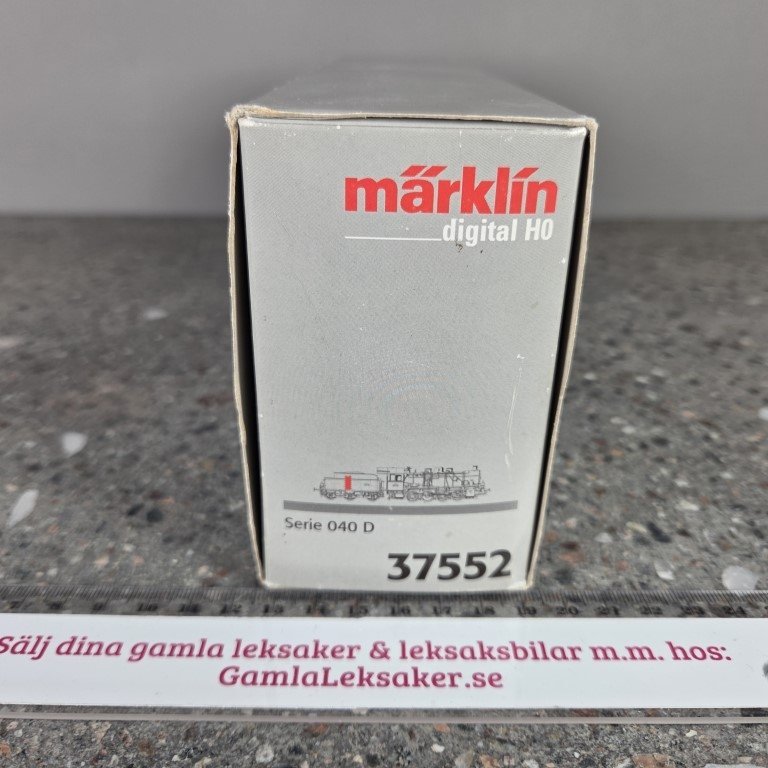 märklin
digital H0
Serie 040 D
37552
Sälj dina gamla leksaker & leksaksbilar m.m. hos:
GamlaLeksaker.se